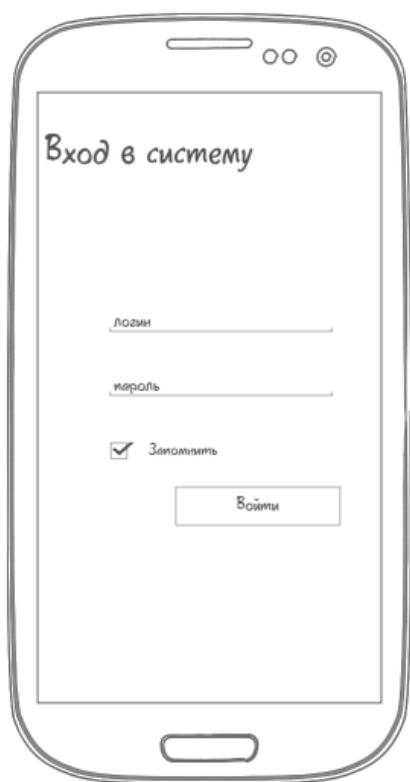 Вход в систему
логин
пароль
Запомнить
Войти